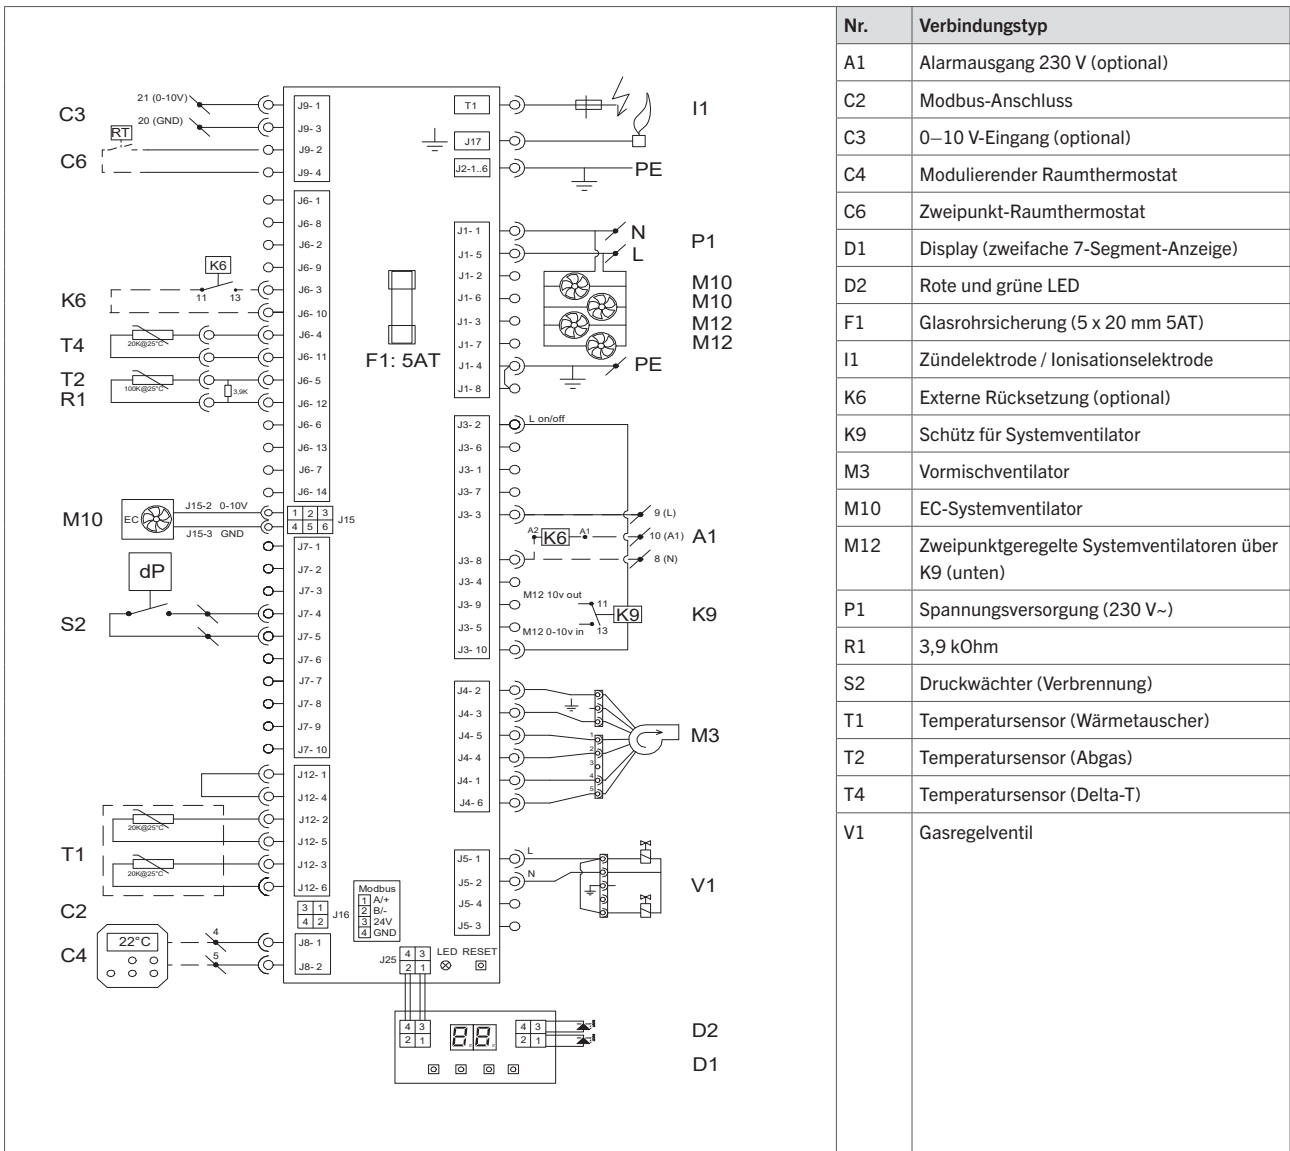 C3
21 (0-10V)
20 (GND)
RT
C6
J9- 1
J9- 3
J9- 2
J9- 4
J6- 1
J6- 8
J6- 2
J6- 9
J6- 3
J6- 10
J6- 4
J6- 11
J6- 5
J6- 12
J6- 6
J6- 13
J6- 7
J6- 14
K6
K6
11 13
T4
20K@25°C
T2
R1
100K@25°C
3,9K
M10
EC
J15-2 0-10V
J15-3 GND
1 2 3
4 5 6
J15
J7- 1
J7- 2
J7- 3
J7- 4
J7- 5
J7- 6
J7- 7
J7- 8
J7- 9
J7- 10
dP
S2
J12- 1
J12- 4
J12- 2
J12- 5
J12- 3
J12- 6
T1
20K@25°C
20K@25°C
C2
3 1
4 2
J16
Modbus
1 A/+
2 B/-
3 24V
4 GND
C4
22°C
4
5
J8- 1
J8- 2
J25
4 3
2 1
LED RESET
F1: 5AT
T1
J17
J2-1..6
I1
PE
J1- 1
J1- 5
J1- 2
J1- 6
J1- 3
J1- 7
J1- 4
J1- 8
N
L
P1
M10
M10
M12
M12
PE
J3- 2
J3- 6
J3- 1
J3- 7
J3- 3
J3- 8
J3- 4
J3- 9
J3- 5
J3- 10
L on/off
9 (L)
A2 K6 A1
10 (A1)
8 (N)
A1
M12 10v out
11
K9
M12 0-10v in
13
K9
J4- 2
J4- 3
J4- 5
J4- 4
J4- 1
J4- 6
1
2
3
4
5
M3
J5- 1
J5- 2
J5- 4
J5- 3
L
N
V1
4 3
2 1
88
4 3
2 1
D2
D1
Nr. Verbindungstyp
A1 Alarmausgang 230 V (optional)
C2 Modbus-Anschluss
C3 0–10 V-Eingang (optional)
C4 Modulierender Raumthermostat
C6 Zweipunkt-Raumthermostat
D1 Display (zweifache 7-Segment-Anzeige)
D2 Rote und grüne LED
F1 Glasrohrsicherung (5 x 20 mm 5AT)
I1 Zündelektrode / Ionisationselektrode
K6 Externe Rücksetzung (optional)
K9 Schütz für Systemventilator
M3 Vormischventilator
M10 EC-Systemventilator
M12 Zweipunktgeregelte Systemventilatoren über
K9 (unten)
P1 Spannungsversorgung (230 V~)
R1 3,9 kOhm
S2 Druckwächter (Verbrennung)
T1 Temperatursensor (Wärmetauscher)
T2 Temperatursensor (Abgas)
T4 Temperatursensor (Delta-T)
V1 Gasregelventil